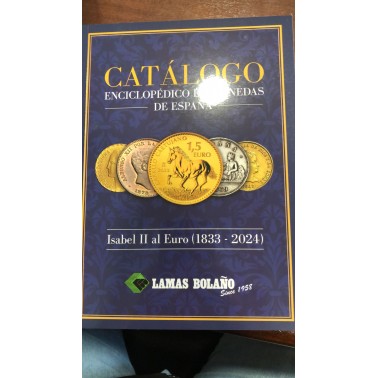 CATÁLOGO
ENCICLOPÉDICO
DE ESPAÑA
1,5
EURO
Isabel II al Euro (1833 - 2024)
LAMAS BOLAÑO
Since 1958